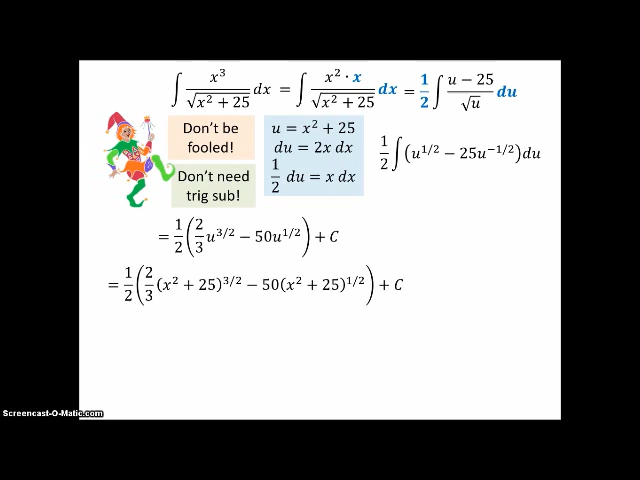 ∫ x³/√(x² + 25) dx = ∫ (x² · x)/√(x² + 25) dx = 1/2 ∫ (u − 25)/√u du
Don't be fooled!
Don't need trig sub!
u = x² + 25
du = 2x dx
1/2 du = x dx
1/2 ∫ (u^{1/2} − 25u^{−1/2}) du
= 1/2 (2/3 u^{3/2} − 50u^{1/2}) + C
= 1/2 (2/3 (x² + 25)^{3/2} − 50(x² + 25)^{1/2}) + C
Screencast-O-Matic.com